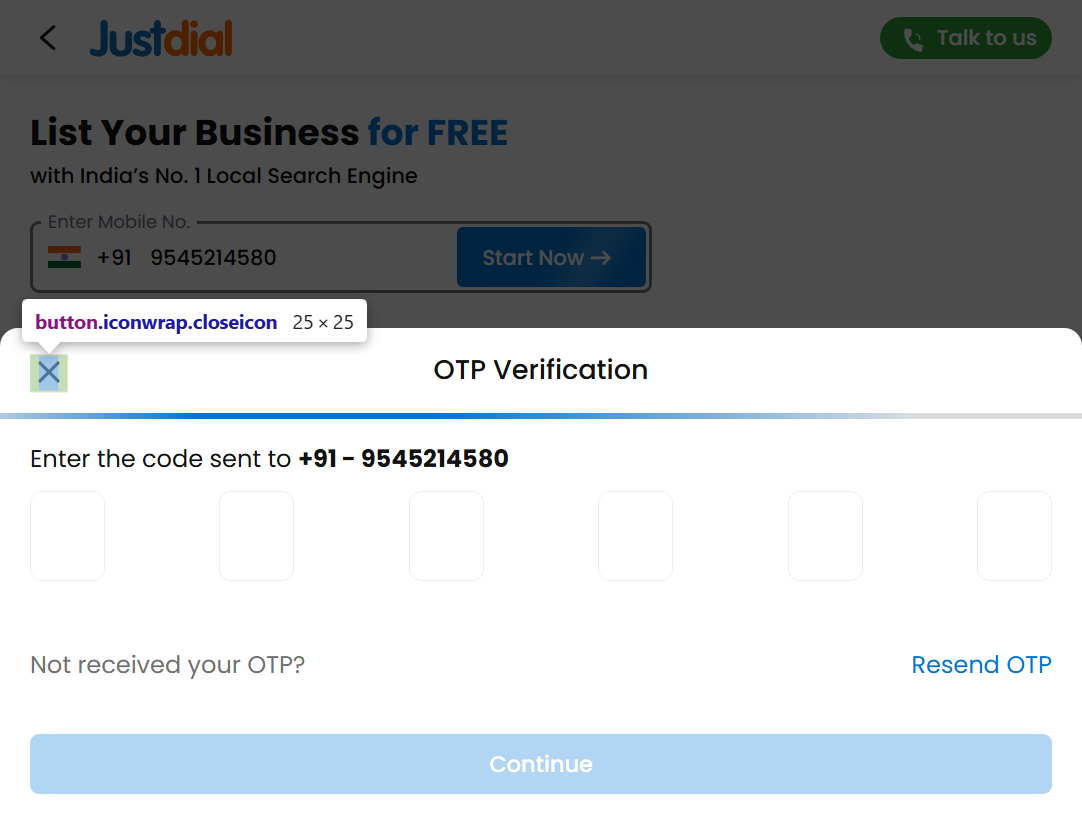 Justdial
Talk to us
List Your Business for FREE
with India's No. 1 Local Search Engine
Enter Mobile No.
+91 9545214580
Start Now →
button.iconwrap.closeicon 25 × 25
OTP Verification
Enter the code sent to +91 - 9545214580
Not received your OTP?
Resend OTP
Continue